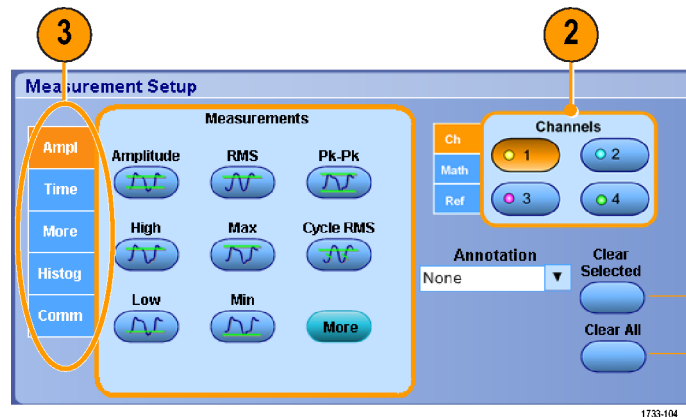 3
2
Measurement Setup
Measurements
Ampl
Time
More
Histog
Comm
Amplitude
RMS
Pk-Pk
High
Max
Cycle RMS
Low
Min
More
Ch
Math
Ref
Channels
1
2
3
4
Annotation
None
Clear
Selected
Clear All
1733-104